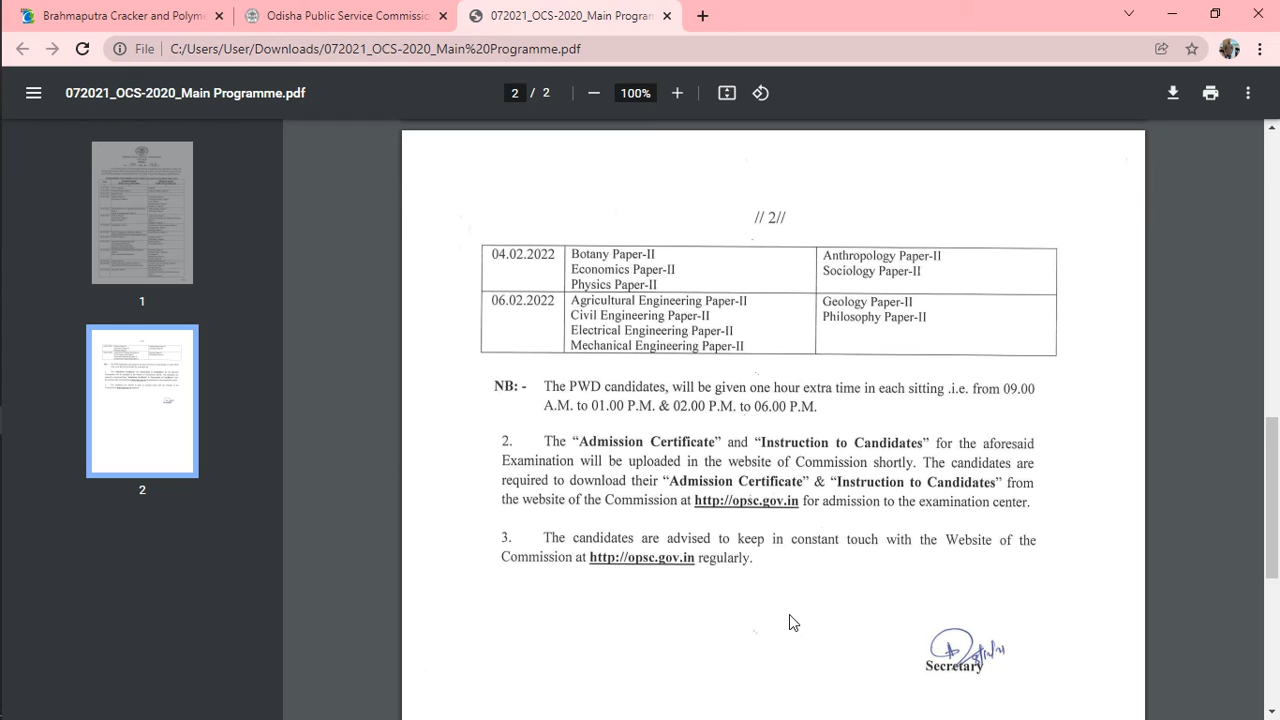 Brahmaputra Cracker and Polyme
Odisha Public Service Commissio
072021_OCS-2020_Main Program
File C:/Users/User/Downloads/072021_OCS-2020_Main%20Programme.pdf
072021_OCS-2020_Main Programme.pdf
2 / 2
100%
1
2
// 2//
04.02.2022 Botany Paper-II Anthropology Paper-II
Economics Paper-II Sociology Paper-II
Physics Paper-II
06.02.2022 Agricultural Engineering Paper-II Geology Paper-II
Civil Engineering Paper-II Philosophy Paper-II
Electrical Engineering Paper-II
Mechanical Engineering Paper-II
NB: - The PWD candidates, will be given one hour extra time in each sitting .i.e. from 09.00
A.M. to 01.00 P.M. & 02.00 P.M. to 06.00 P.M.
2. The “Admission Certificate” and “Instruction to Candidates” for the aforesaid
Examination will be uploaded in the website of Commission shortly. The candidates are
required to download their “Admission Certificate” & “Instruction to Candidates” from
the website of the Commission at http://opsc.gov.in for admission to the examination center.
3. The candidates are advised to keep in constant touch with the Website of the
Commission at http://opsc.gov.in regularly.
Secretary